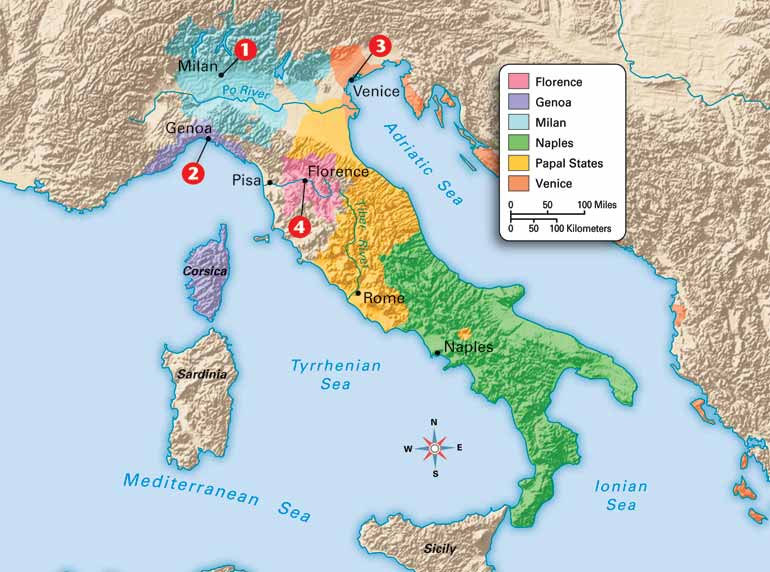 1
3
Milan
Po River
Venice
Genoa
2
Pisa
Florence
4
Adriatic Sea
Tiber River
Corsica
Rome
Naples
Sardinia
Tyrrhenian
Sea
N
W
E
S
Mediterranean Sea
Ionian
Sea
Sicily
Florence
Genoa
Milan
Naples
Papal States
Venice
0 50 100 Miles
0 50 100 Kilometers